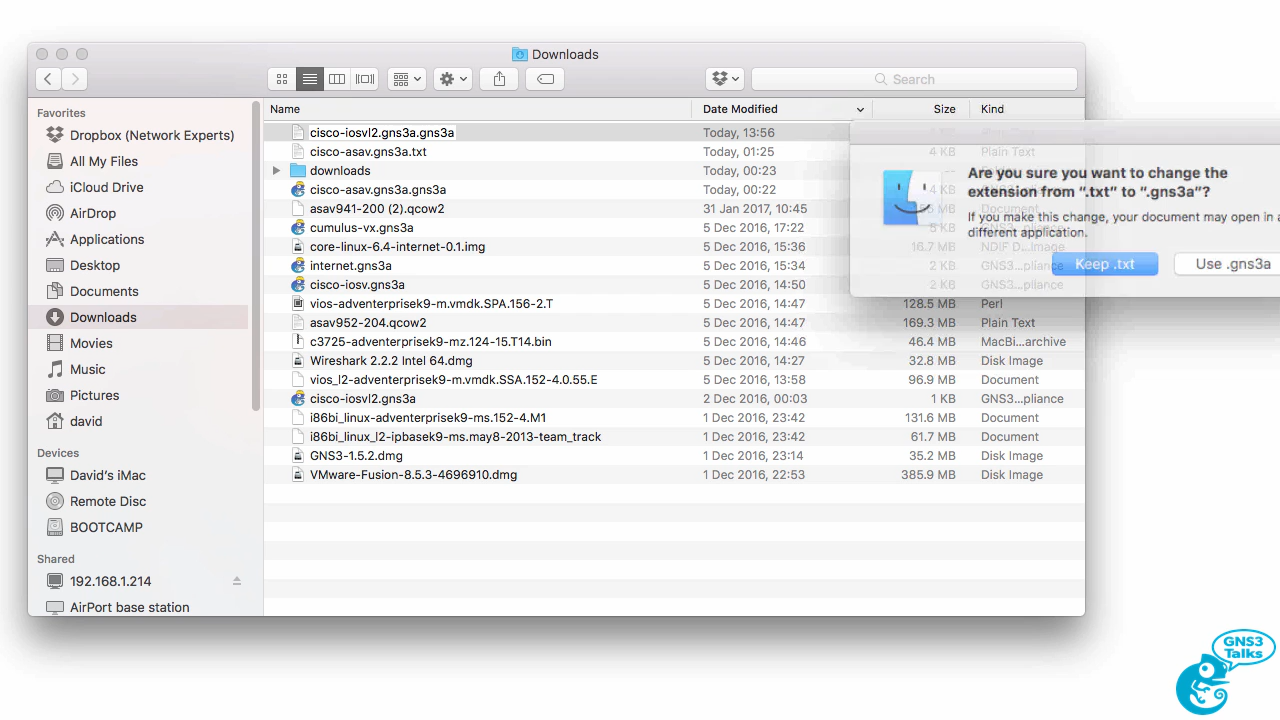 Downloads
Search
Favorites
Dropbox (Network Experts)
All My Files
iCloud Drive
AirDrop
Applications
Desktop
Documents
Downloads
Movies
Music
Pictures
david
Devices
David's iMac
Remote Disc
BOOTCAMP
Shared
192.168.1.214
AirPort base station
Name Date Modified Size Kind
cisco-iosvl2.gns3a.gns3a Today, 13:56
cisco-asav.gns3a.txt Today, 01:25 4 KB Plain Text
downloads Today, 00:23
cisco-asav.gns3a.gns3a Today, 00:22 4 KB
asav941-200 (2).qcow2 31 Jan 2017, 10:45 Document
cumulus-vx.gns3a 5 Dec 2016, 17:22 5 KB
core-linux-6.4-internet-0.1.img 5 Dec 2016, 15:36 16.7 MB NDIF D...Image
internet.gns3a 5 Dec 2016, 15:34 2 KB GNS3...pliance
cisco-iosv.gns3a 5 Dec 2016, 14:50 2 KB GNS3...pliance
vios-adventerprisek9-m.vmdk.SPA.156-2.T 5 Dec 2016, 14:47 128.5 MB Perl
asav952-204.qcow2 5 Dec 2016, 14:47 169.3 MB Plain Text
c3725-adventerprisek9-mz.124-15.T14.bin 5 Dec 2016, 14:46 46.4 MB MacBi...archive
Wireshark 2.2.2 Intel 64.dmg 5 Dec 2016, 14:27 32.8 MB Disk Image
vios_l2-adventerprisek9-m.vmdk.SSA.152-4.0.55.E 5 Dec 2016, 13:58 96.9 MB Document
cisco-iosvl2.gns3a 2 Dec 2016, 00:03 1 KB GNS3...pliance
i86bi_linux-adventerprisek9-ms.152-4.M1 1 Dec 2016, 23:42 131.6 MB Document
i86bi_linux_l2-ipbasek9-ms.may8-2013-team_track 1 Dec 2016, 23:42 61.7 MB Document
GNS3-1.5.2.dmg 1 Dec 2016, 23:14 35.2 MB Disk Image
VMware-Fusion-8.5.3-4696910.dmg 1 Dec 2016, 22:53 385.9 MB Disk Image
Are you sure you want to change the
extension from “.txt” to “.gns3a”?
If you make this change, your document may open in a
different application.
Keep .txt
Use .gns3a
GNS3
Talks